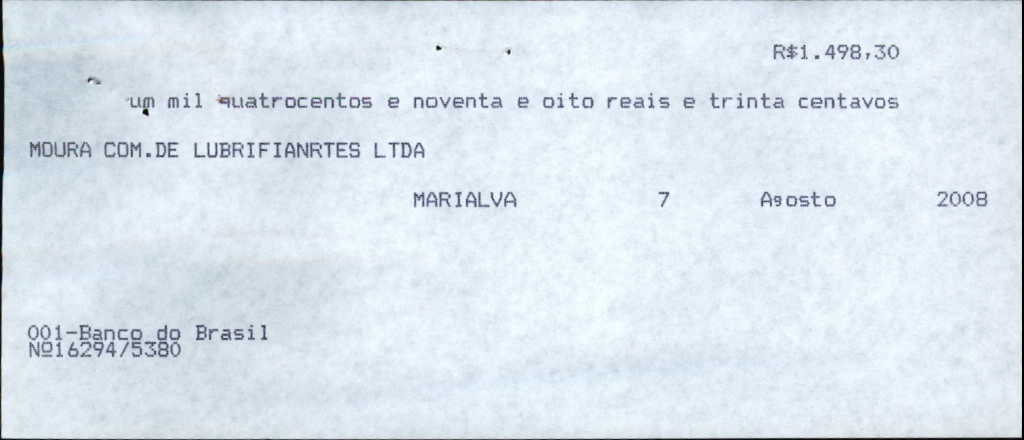 R$1.498,30
um mil quatrocentos e noventa e oito reais e trinta centavos
MOURA COM.DE LUBRIFIANRTES LTDA
MARIALVA 7 Agosto 2008
001-Banco do Brasil
Nº16294/5380